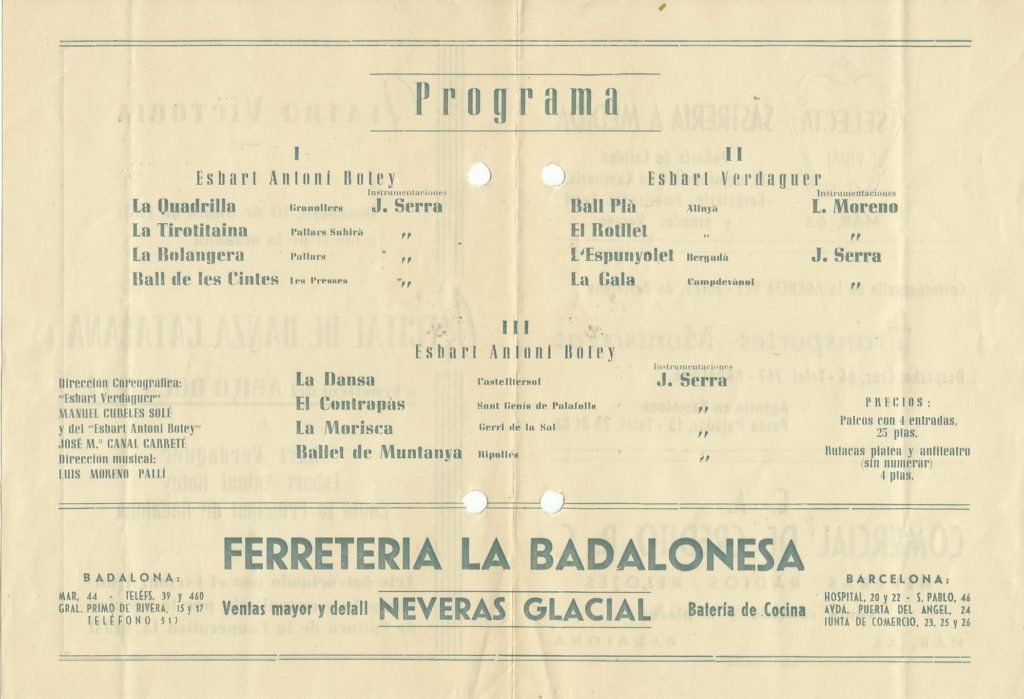 Programa
I
Esbart Antoni Botey
Instrumentaciones
La Quadrilla Granollers J. Serra
La Tirotitaina Pallars Subirà „
La Bolangera Pallars „
Ball de les Cintes Les Presses „
II
Esbart Verdaguer
Instrumentaciones
Ball Plà Alinyà L. Moreno
El Rotllet „ „
L'Espunyolet Bergadà J. Serra
La Gala Campdevànol „
III
Esbart Antoni Botey
Instrumentaciones
La Dansa Castelltersol J. Serra
El Contrapàs Sant Genis de Palafolls „
La Morisca Gerri de la Sal „
Ballet de Muntanya Ripollès „
Dirección Coreográfica:
"Esbart Verdaguer"
MANUEL CUBELES SOLÉ
y del "Esbart Antoni Botey"
JOSÉ M.ª CANAL CARRETÉ
Dirección musical:
LUIS MORENO PALLÍ
PRECIOS:
Palcos con 4 entradas,
25 ptas.
Butacas platea y anfiteatro
(sin numerar)
4 ptas.
FERRETERIA LA BADALONESA
BADALONA:
MAR, 44 - TELÉFS. 39 y 460
GRAL. PRIMO DE RIVERA, 15 y 17
TELÉFONO 517
Ventas mayor y detall NEVERAS GLACIAL Batería de Cocina
BARCELONA:
HOSPITAL, 20 y 22 - S. PABLO, 46
AVDA. PUERTA DEL ANGEL, 24
JUNTA DE COMERCIO, 23, 25 y 26